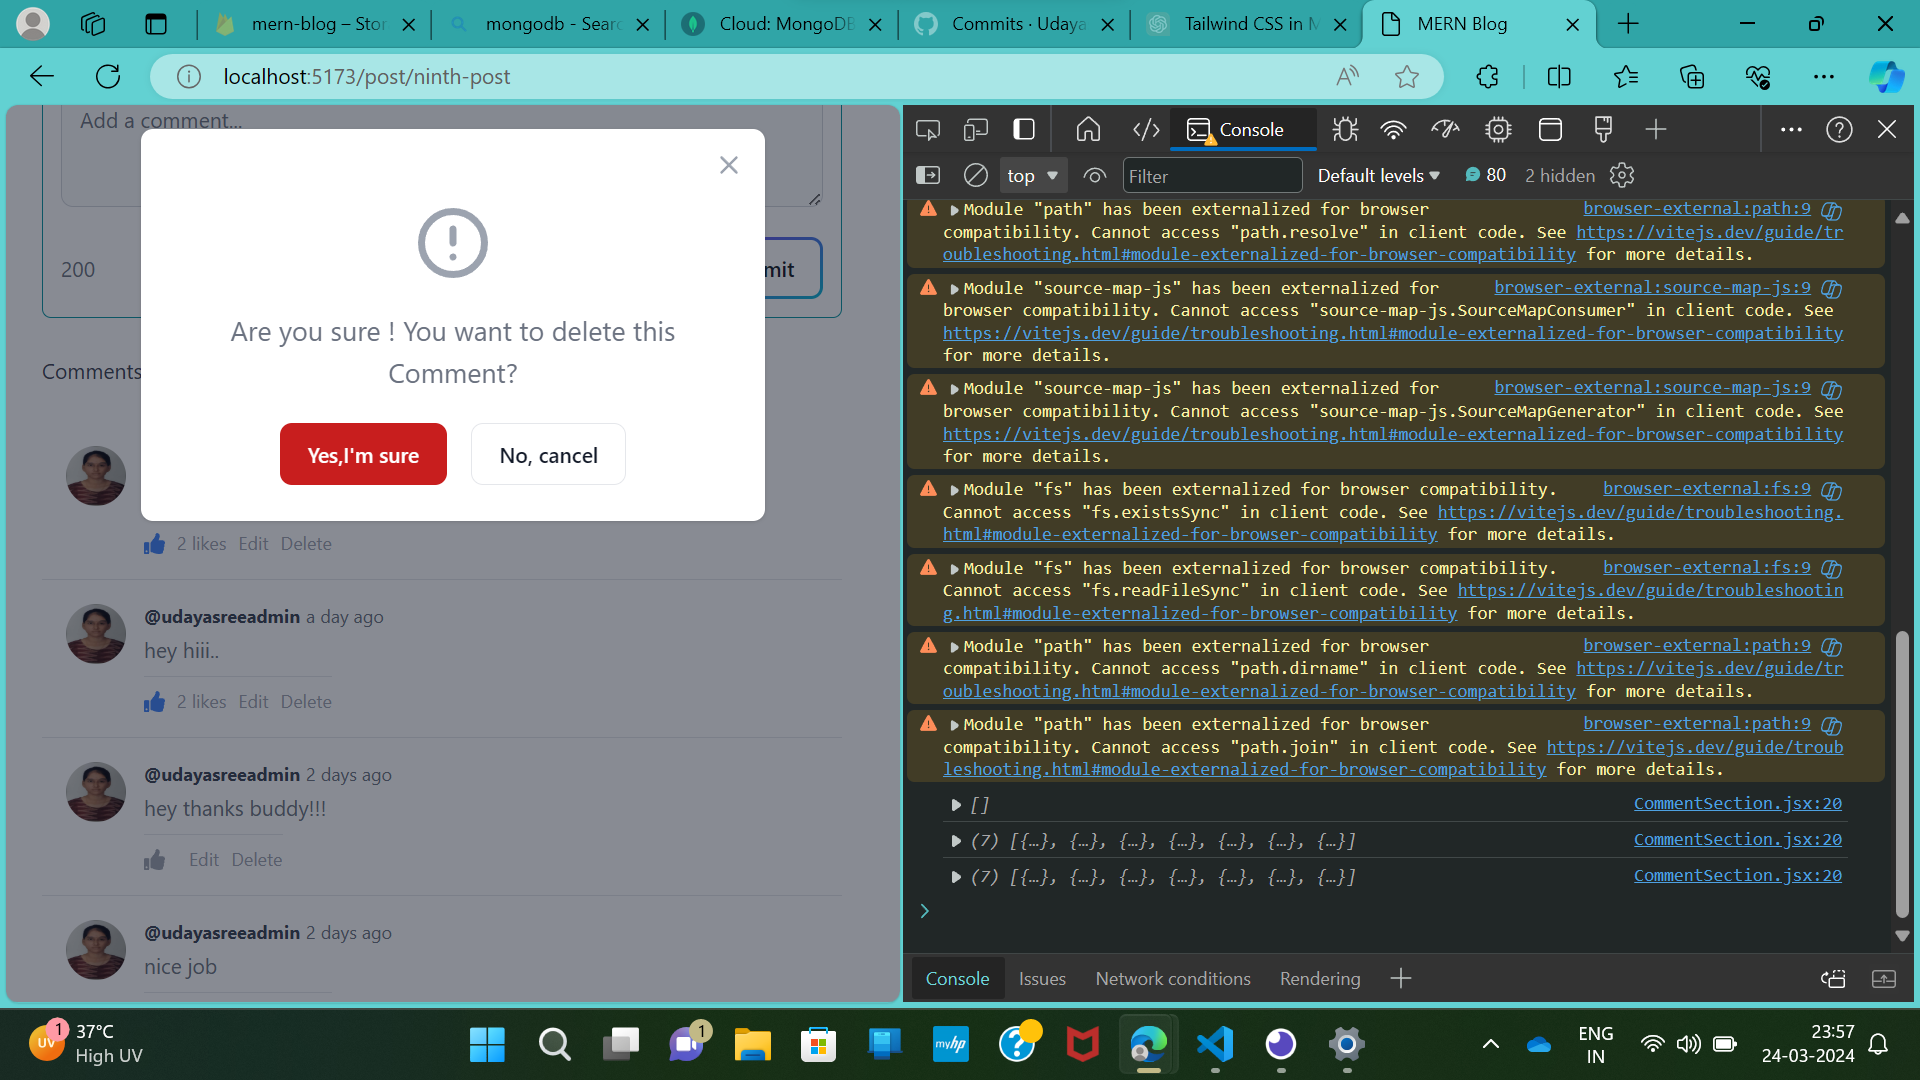 mern-blog – Stor
mongodb - Searc
Cloud: MongoDB
Commits · Udaya
Tailwind CSS in M
MERN Blog
localhost:5173/post/ninth-post
Add a comment...
200
mit
Are you sure ! You want to delete this
Comment?
Yes,I'm sure
No, cancel
Comments
2 likes Edit Delete
@udayasreeadmin a day ago
hey hiii..
2 likes Edit Delete
@udayasreeadmin 2 days ago
hey thanks buddy!!!
Edit Delete
@udayasreeadmin 2 days ago
nice job
Console
top
Filter
Default levels
80
2 hidden
Module "path" has been externalized for browser browser-external:path:9
compatibility. Cannot access "path.resolve" in client code. See https://vitejs.dev/guide/tr
oubleshooting.html#module-externalized-for-browser-compatibility for more details.
Module "source-map-js" has been externalized for browser-external:source-map-js:9
browser compatibility. Cannot access "source-map-js.SourceMapConsumer" in client code. See
https://vitejs.dev/guide/troubleshooting.html#module-externalized-for-browser-compatibility
for more details.
Module "source-map-js" has been externalized for browser-external:source-map-js:9
browser compatibility. Cannot access "source-map-js.SourceMapGenerator" in client code. See
https://vitejs.dev/guide/troubleshooting.html#module-externalized-for-browser-compatibility
for more details.
Module "fs" has been externalized for browser compatibility. browser-external:fs:9
Cannot access "fs.existsSync" in client code. See https://vitejs.dev/guide/troubleshooting.
html#module-externalized-for-browser-compatibility for more details.
Module "fs" has been externalized for browser compatibility. browser-external:fs:9
Cannot access "fs.readFileSync" in client code. See https://vitejs.dev/guide/troubleshootin
g.html#module-externalized-for-browser-compatibility for more details.
Module "path" has been externalized for browser browser-external:path:9
compatibility. Cannot access "path.dirname" in client code. See https://vitejs.dev/guide/tr
oubleshooting.html#module-externalized-for-browser-compatibility for more details.
Module "path" has been externalized for browser browser-external:path:9
compatibility. Cannot access "path.join" in client code. See https://vitejs.dev/guide/troub
leshooting.html#module-externalized-for-browser-compatibility for more details.
[] CommentSection.jsx:20
(7) [{…}, {…}, {…}, {…}, {…}, {…}, {…}] CommentSection.jsx:20
(7) [{…}, {…}, {…}, {…}, {…}, {…}, {…}] CommentSection.jsx:20
Console Issues Network conditions Rendering
UV
1
37°C
High UV
1
myhp
ENG
IN
23:57
24-03-2024